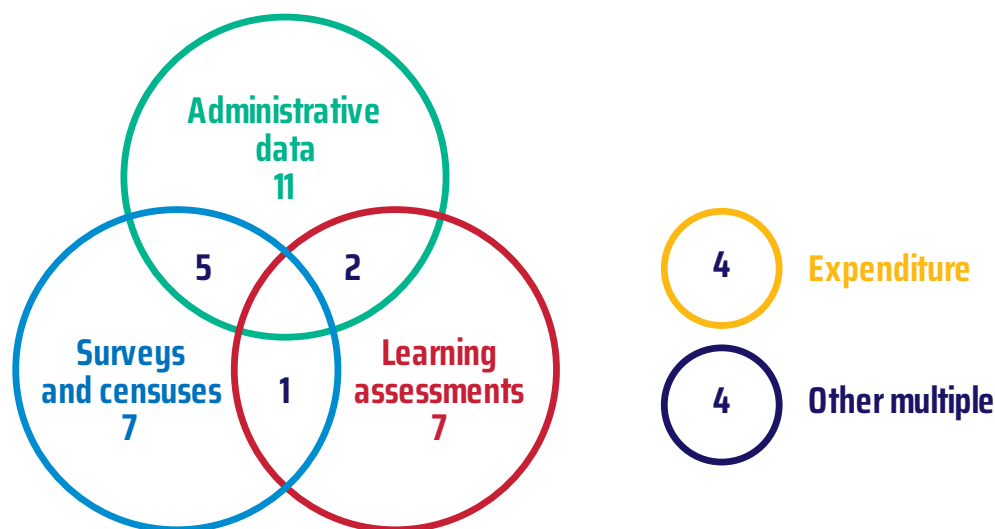 Administrative
data
11
5
2
Surveys
and censuses
7
1
Learning
assessments
7
4
Expenditure
4
Other multiple